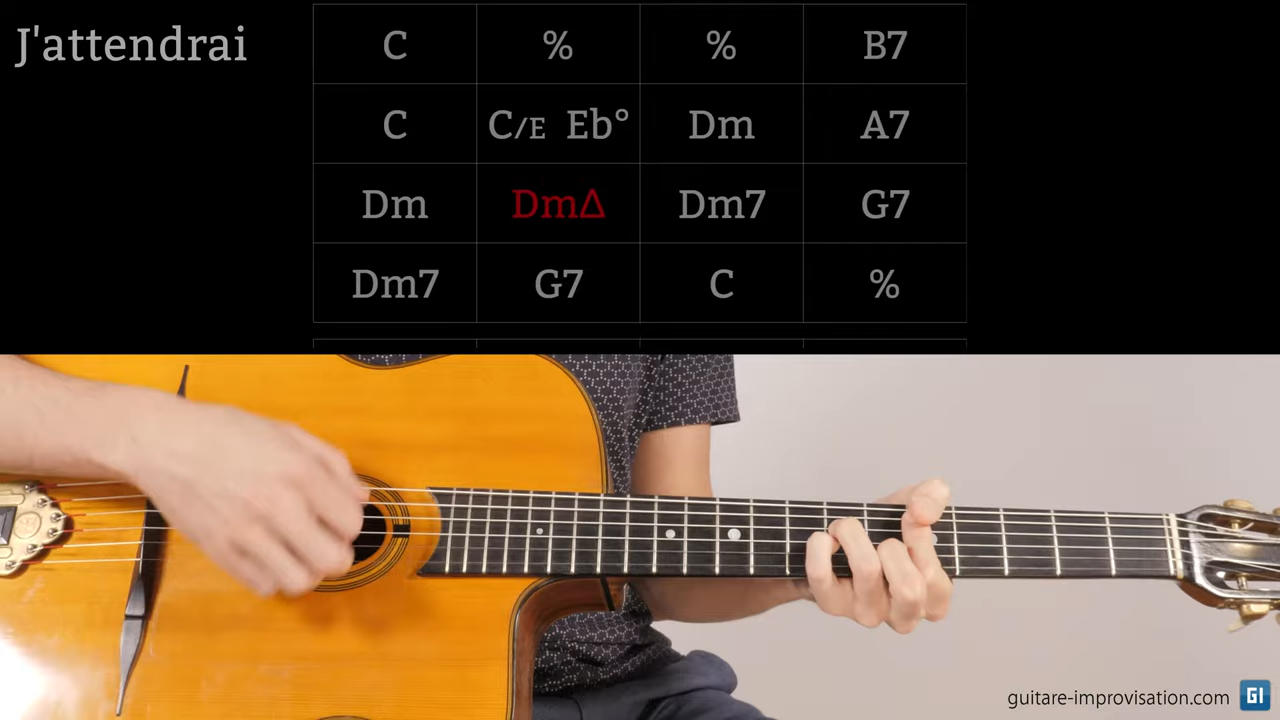 J'attendrai
C % % B7
C C/E Eb° Dm A7
Dm DmΔ Dm7 G7
Dm7 G7 C %
guitare-improvisation.com GI